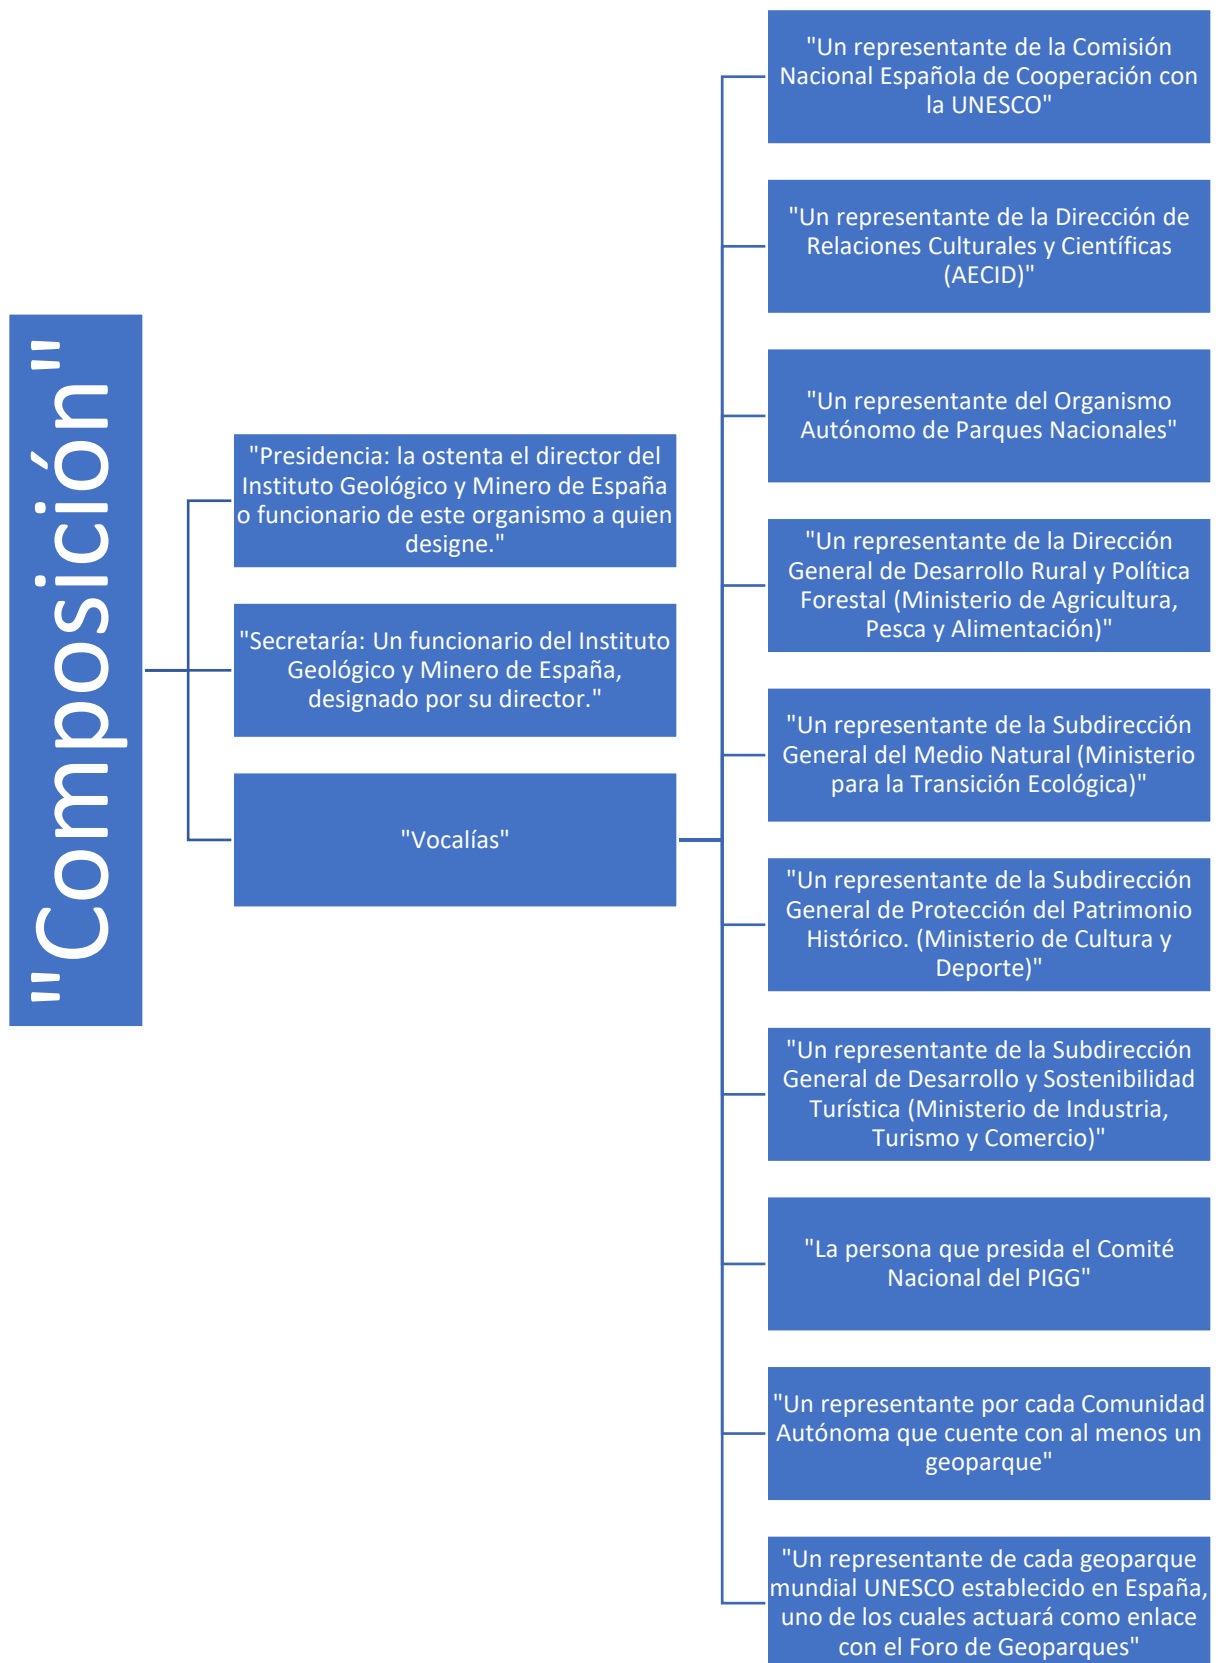 "Composición"
"Presidencia: la ostenta el director del
Instituto Geológico y Minero de España
o funcionario de este organismo a quien
designe."
"Secretaría: Un funcionario del Instituto
Geológico y Minero de España,
designado por su director."
"Vocalías"
"Un representante de la Comisión
Nacional Española de Cooperación con
la UNESCO"
"Un representante de la Dirección de
Relaciones Culturales y Científicas
(AECID)"
"Un representante del Organismo
Autónomo de Parques Nacionales"
"Un representante de la Dirección
General de Desarrollo Rural y Política
Forestal (Ministerio de Agricultura,
Pesca y Alimentación)"
"Un representante de la Subdirección
General del Medio Natural (Ministerio
para la Transición Ecológica)"
"Un representante de la Subdirección
General de Protección del Patrimonio
Histórico. (Ministerio de Cultura y
Deporte)"
"Un representante de la Subdirección
General de Desarrollo y Sostenibilidad
Turística (Ministerio de Industria,
Turismo y Comercio)"
"La persona que presida el Comité
Nacional del PIGG"
"Un representante por cada Comunidad
Autónoma que cuente con al menos un
geoparque"
"Un representante de cada geoparque
mundial UNESCO establecido en España,
uno de los cuales actuará como enlace
con el Foro de Geoparques"